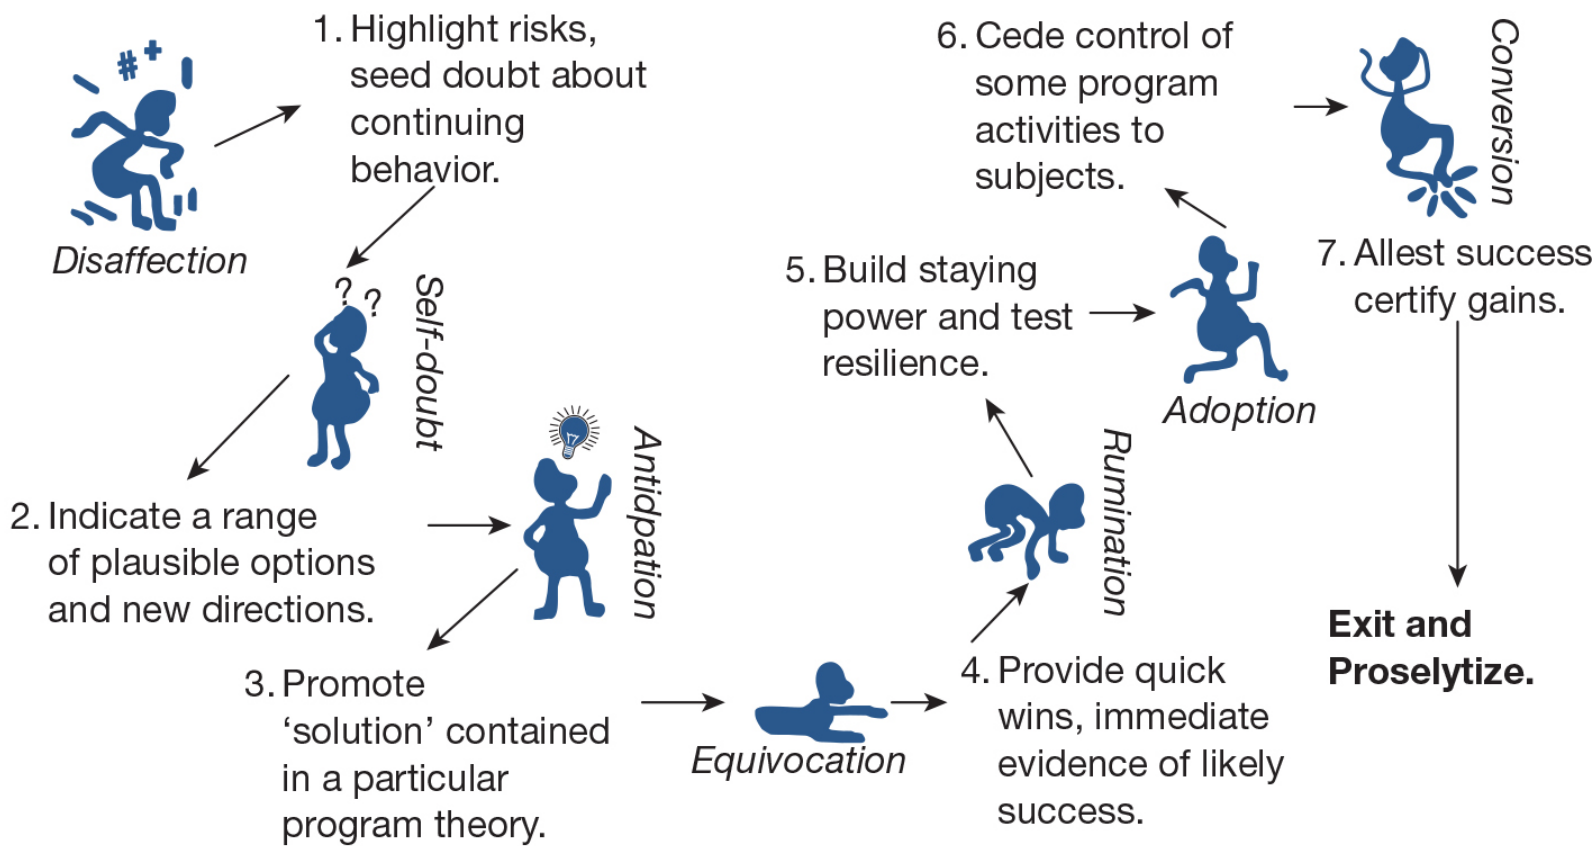 # +
Disaffection
1. Highlight risks,
seed doubt about
continuing
behavior.
? ?
Self-doubt
2. Indicate a range
of plausible options
and new directions.
Antidpation
3. Promote
‘solution’ contained
in a particular
program theory.
Equivocation
4. Provide quick
wins, immediate
evidence of likely
success.
Rumination
5. Build staying
power and test
resilience.
Adoption
6. Cede control of
some program
activities to
subjects.
Conversion
7. Allest success
certify gains.
Exit and
Proselytize.